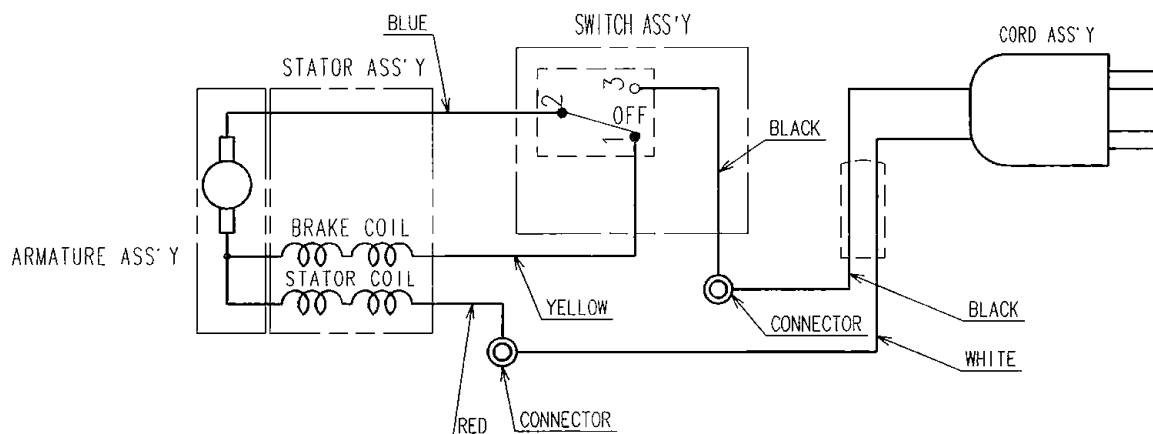 BLUE
SWITCH ASS'Y
CORD ASS'Y
STATOR ASS'Y
3
2
OFF
1
BLACK
BRAKE COIL
ARMATURE ASS'Y
STATOR COIL
YELLOW
CONNECTOR
BLACK
WHITE
RED
CONNECTOR